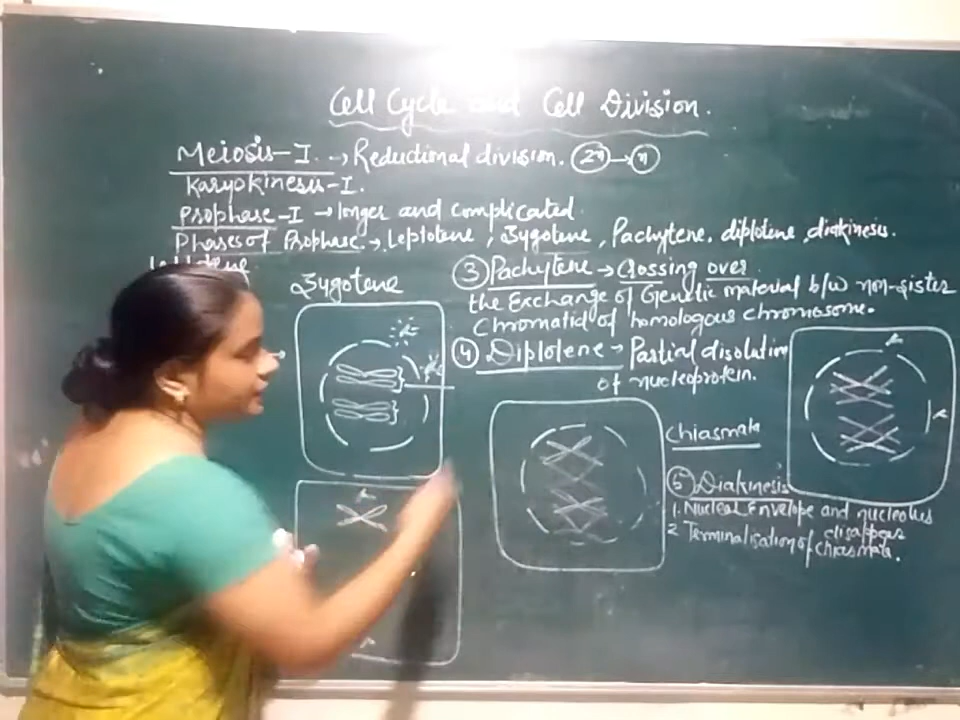 Cell Cycle and Cell Division.
Meiosis-I. → Reductional division. 2n → n
Karyokinesis-I.
Prophase-I → longer and complicated.
Phases of Prophase. → Leptotene, Zygotene, Pachytene, diplotene, diakinesis.
Zygotene
③ Pachytene → Crossing over
the Exchange of Genetic material b/w non-sister
Chromatid of homologous chromosome.
④ Diplotene → Partial disolution
of nucleoprotein.
Chiasmata
⑤ Diakinesis
1. Nuclear Envelope and nucleolus
disappear
2 Terminalisation of chiasmata.